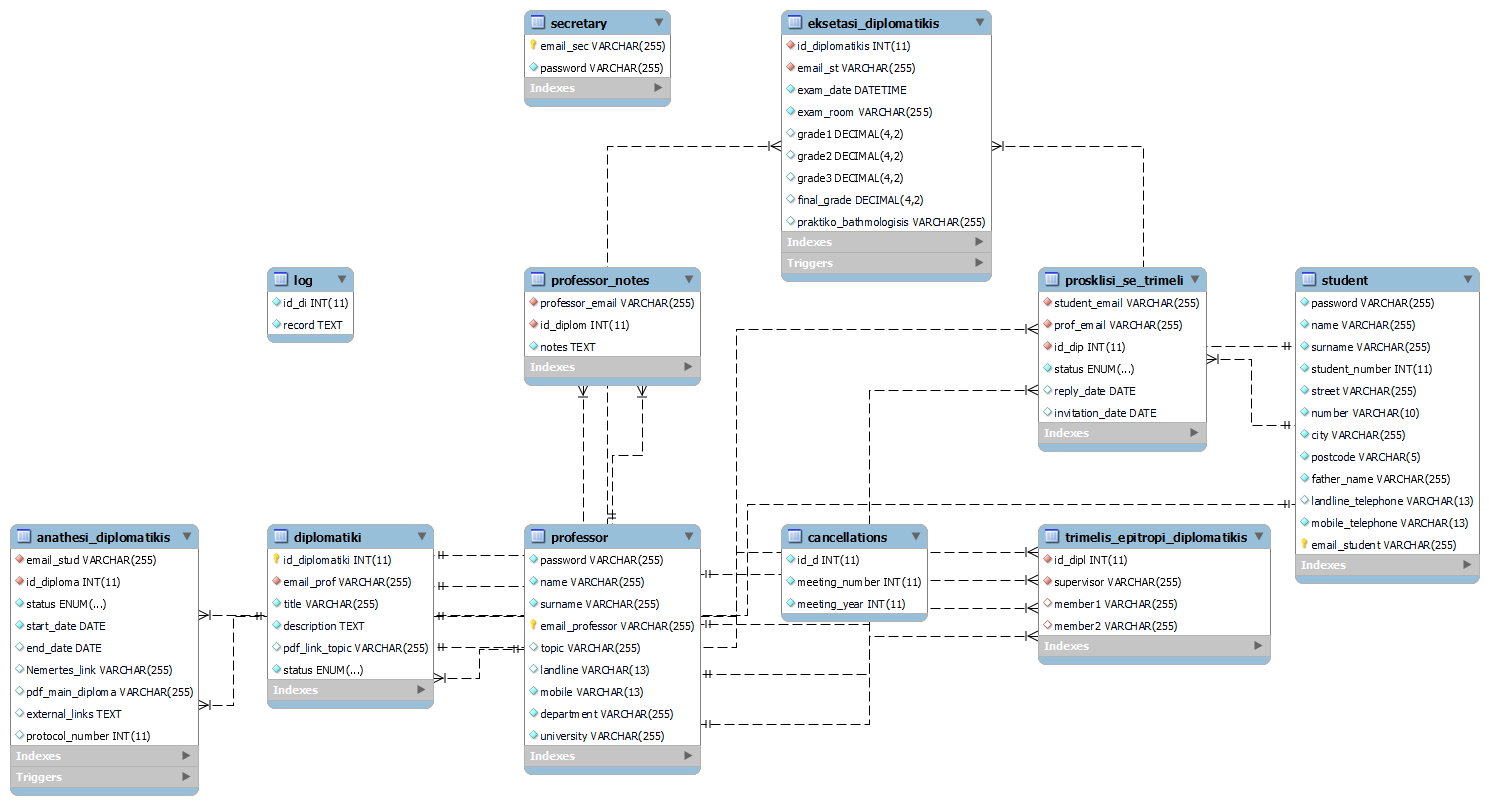 secretary
email_sec VARCHAR(255)
password VARCHAR(255)
Indexes
eksetasi_diplomatikis
id_diplomatikis INT(11)
email_st VARCHAR(255)
exam_date DATETIME
exam_room VARCHAR(255)
grade1 DECIMAL(4,2)
grade2 DECIMAL(4,2)
grade3 DECIMAL(4,2)
final_grade DECIMAL(4,2)
praktiko_bathmologisis VARCHAR(255)
Indexes
Triggers
log
id_di INT(11)
record TEXT
professor_notes
professor_email VARCHAR(255)
id_diplom INT(11)
notes TEXT
Indexes
prosklisi_se_trimeli
student_email VARCHAR(255)
prof_email VARCHAR(255)
id_dip INT(11)
status ENUM(...)
reply_date DATE
invitation_date DATE
Indexes
student
password VARCHAR(255)
name VARCHAR(255)
surname VARCHAR(255)
student_number INT(11)
street VARCHAR(255)
number VARCHAR(10)
city VARCHAR(255)
postcode VARCHAR(5)
father_name VARCHAR(255)
landline_telephone VARCHAR(13)
mobile_telephone VARCHAR(13)
email_student VARCHAR(255)
Indexes
anathesi_diplomatikis
email_stud VARCHAR(255)
id_diploma INT(11)
status ENUM(...)
start_date DATE
end_date DATE
Nemertes_link VARCHAR(255)
pdf_main_diploma VARCHAR(255)
external_links TEXT
protocol_number INT(11)
Indexes
Triggers
diplomatiki
id_diplomatiki INT(11)
email_prof VARCHAR(255)
title VARCHAR(255)
description TEXT
pdf_link_topic VARCHAR(255)
status ENUM(...)
Indexes
professor
password VARCHAR(255)
name VARCHAR(255)
surname VARCHAR(255)
email_professor VARCHAR(255)
topic VARCHAR(255)
landline VARCHAR(13)
mobile VARCHAR(13)
department VARCHAR(255)
university VARCHAR(255)
Indexes
cancellations
id_d INT(11)
meeting_number INT(11)
meeting_year INT(11)
trimelis_epitropi_diplomatikis
id_dipl INT(11)
supervisor VARCHAR(255)
member1 VARCHAR(255)
member2 VARCHAR(255)
Indexes